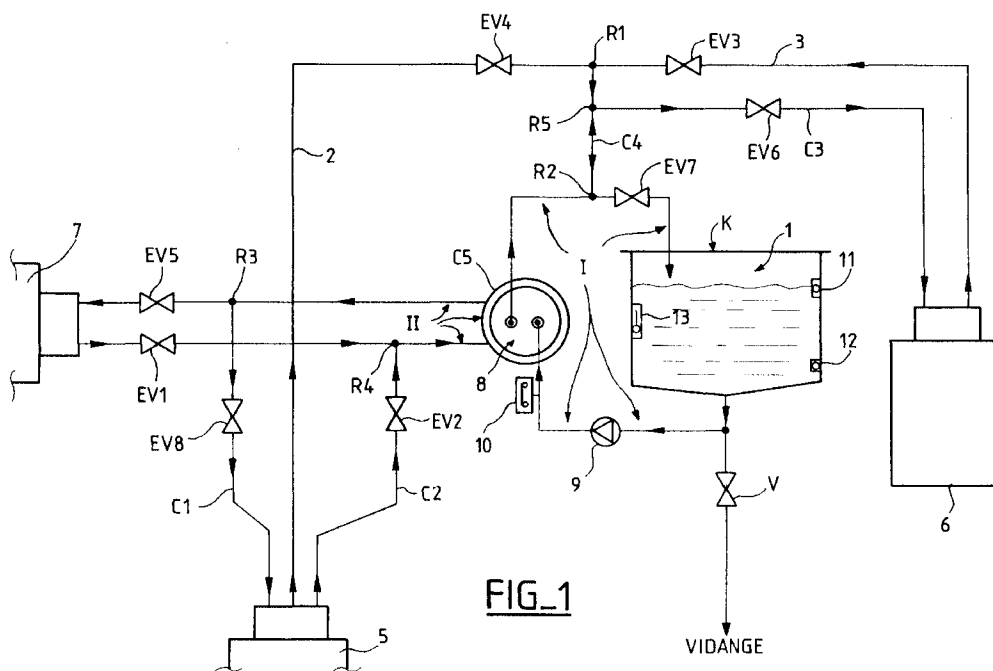 EV4
R1
EV3
3
R5
EV6
C3
2
C4
R2
EV7
7
K
1
EV5
R3
C5
I
11
II
13
8
12
EV1
R4
10
EV8
EV2
9
V
6
C1
C2
FIG_1
5
VIDANGE